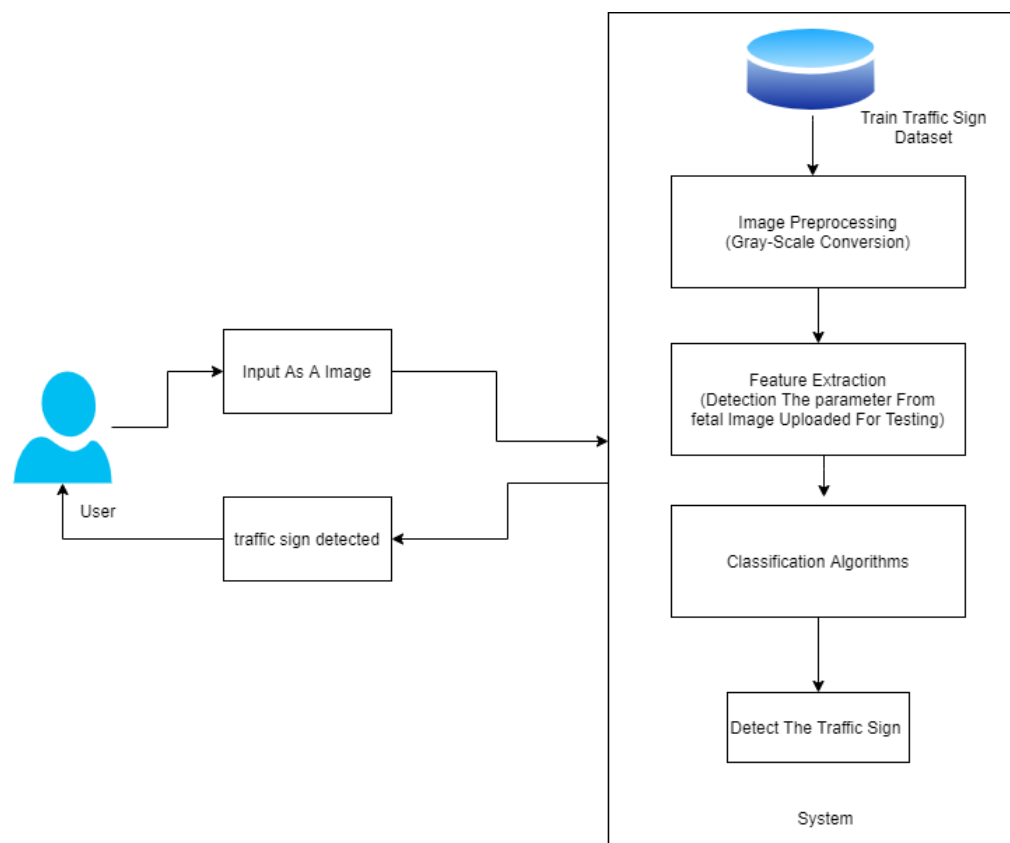 Train Traffic Sign
Dataset
Image Preprocessing
(Gray-Scale Conversion)
Input As A Image
Feature Extraction
(Detection The parameter From
fetal Image Uploaded For Testing)
User
traffic sign detected
Classification Algorithms
Detect The Traffic Sign
System